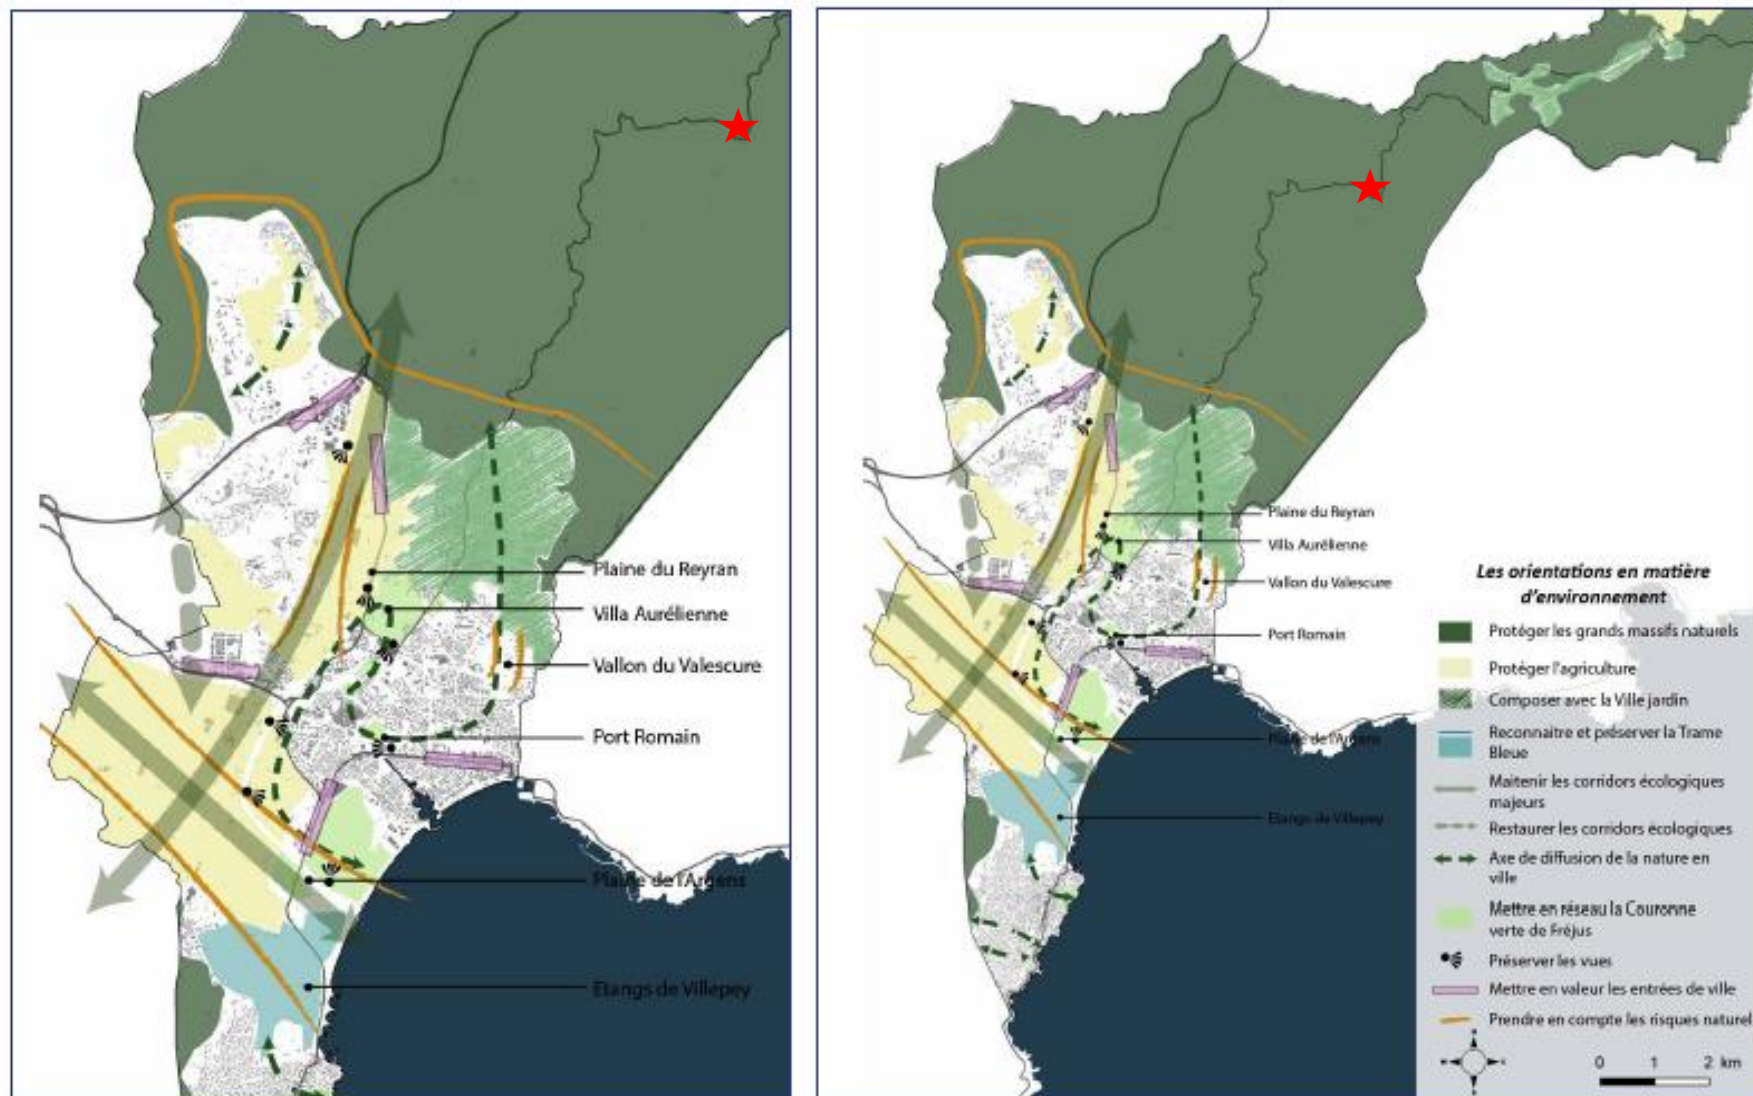 Plaine du Reyran
Villa Aurélienne
Vallon du Valescure
Port Romain
Plaine de l'Argens
Etangs de Villepey
Plaine du Reyran
Villa Aurélienne
Vallon du Valescure
Port Romain
Plaine de l'Argens
Etangs de Villepey
Les orientations en matière
d'environnement
Protéger les grands massifs naturels
Protéger l'agriculture
Composer avec la Ville jardin
Reconnaitre et préserver la Trame
Bleue
Maitenir les corridors écologiques
majeurs
Restaurer les corridors écologiques
Axe de diffusion de la nature en
ville
Mettre en réseau la Couronne
verte de Fréjus
Préserver les vues
Mettre en valeur les entrées de ville
Prendre en compte les risques naturel
0 1 2 km